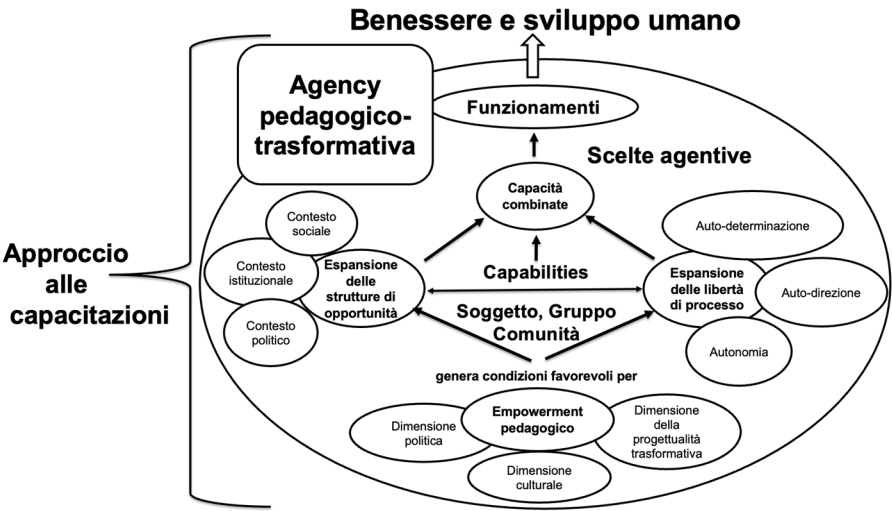 Benessere e sviluppo umano
Agency
pedagogico-
trasformativa
Funzionamenti
Scelte agentive
Capacità
combinate
Contesto
sociale
Auto-determinazione
Approccio
alle
capacitazioni
Contesto
istituzionale
Espansione
delle
strutture di
opportunità
Capabilities
Espansione
delle libertà
di processo
Auto-direzione
Contesto
politico
Soggetto, Gruppo
Comunità
Autonomia
genera condizioni favorevoli per
Dimensione
politica
Empowerment
pedagogico
Dimensione
della
progettualità
trasformativa
Dimensione
culturale